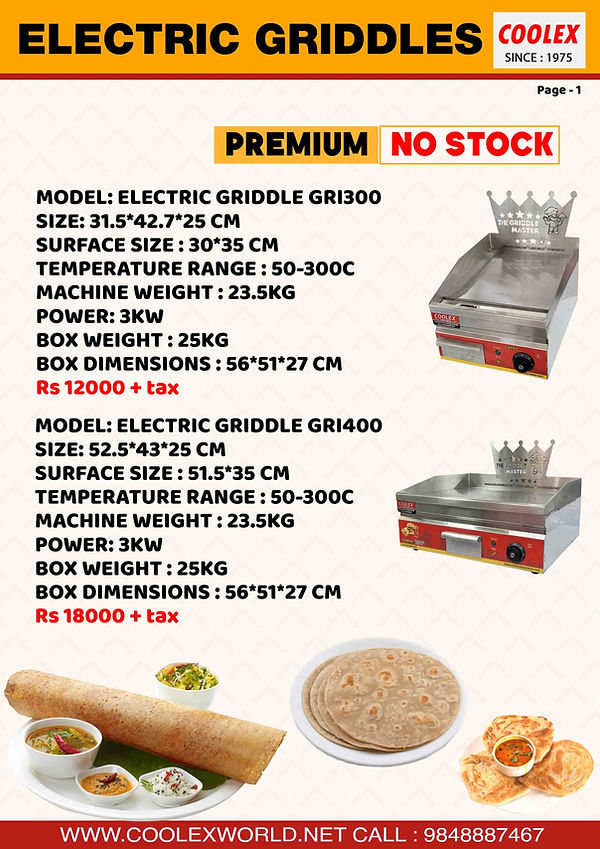 ELECTRIC GRIDDLES
COOLEX
SINCE : 1975
Page - 1
PREMIUM NO STOCK
MODEL: ELECTRIC GRIDDLE GRI300
SIZE: 31.5*42.7*25 CM
SURFACE SIZE : 30*35 CM
TEMPERATURE RANGE : 50-300C
MACHINE WEIGHT : 23.5KG
POWER: 3KW
BOX WEIGHT : 25KG
BOX DIMENSIONS : 56*51*27 CM
Rs 12000 + tax
THE GRIDDLE
MASTER
COOLEX
MODEL: ELECTRIC GRIDDLE GRI400
SIZE: 52.5*43*25 CM
SURFACE SIZE : 51.5*35 CM
TEMPERATURE RANGE : 50-300C
MACHINE WEIGHT : 23.5KG
POWER: 3KW
BOX WEIGHT : 25KG
BOX DIMENSIONS : 56*51*27 CM
Rs 18000 + tax
MASTER
COOLEX
WWW.COOLEXWORLD.NET CALL : 9848887467